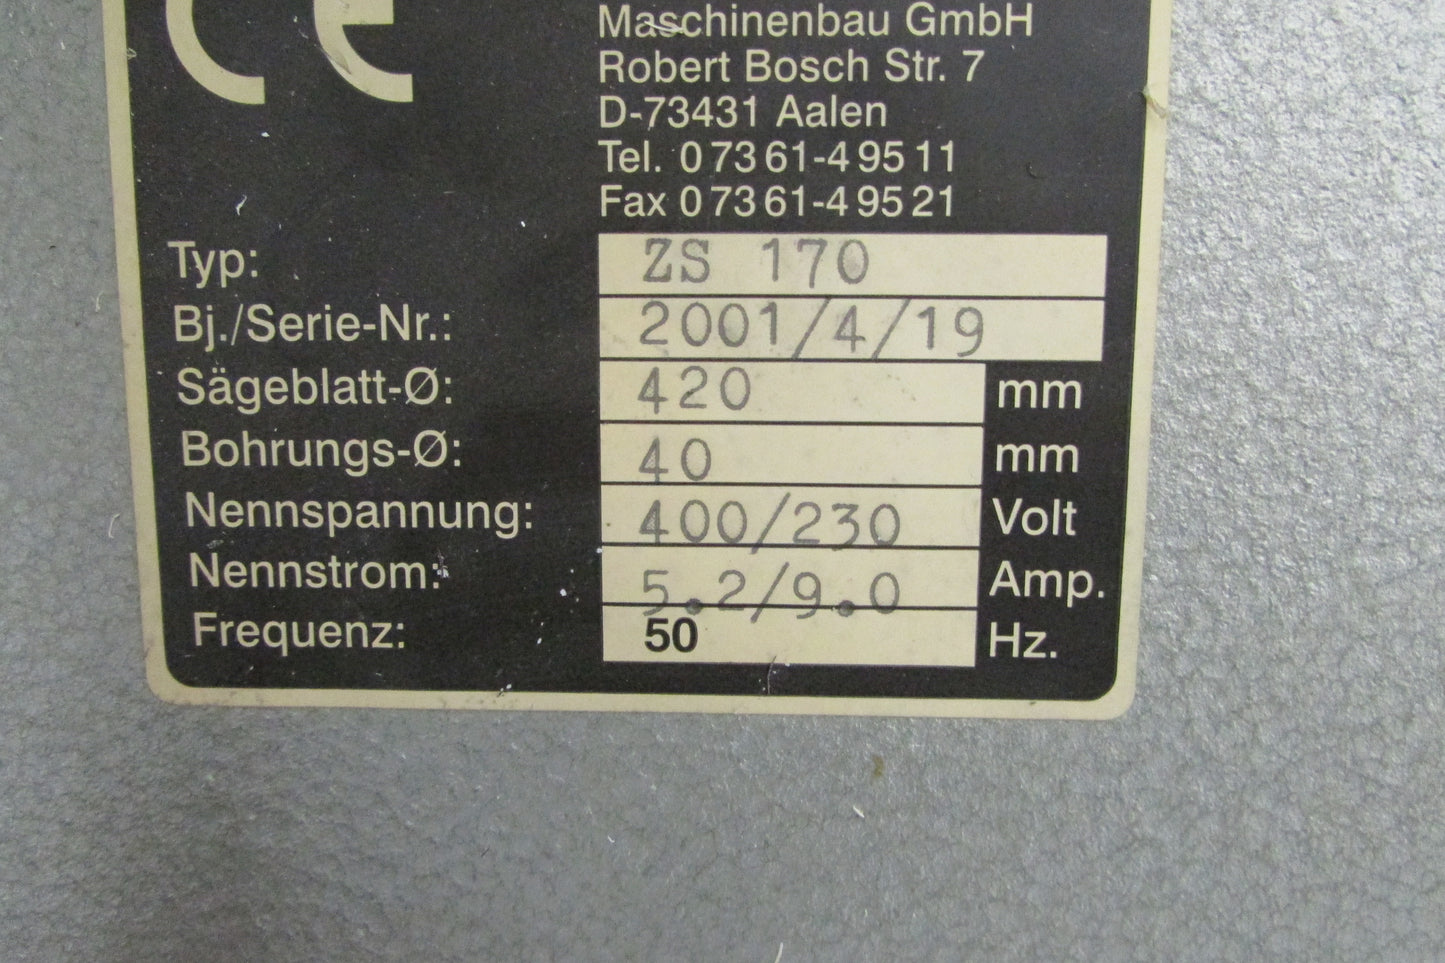 CE
Maschinenbau GmbH
Robert Bosch Str. 7
D-73431 Aalen
Tel. 0 73 61-4 95 11
Fax 0 73 61-4 95 21
Typ: ZS 170
Bj./Serie-Nr.: 2001/4/19
Sägeblatt-Ø: 420 mm
Bohrungs-Ø: 40 mm
Nennspannung: 400/230 Volt
Nennstrom: 5.2/9.0 Amp.
Frequenz: 50 Hz.